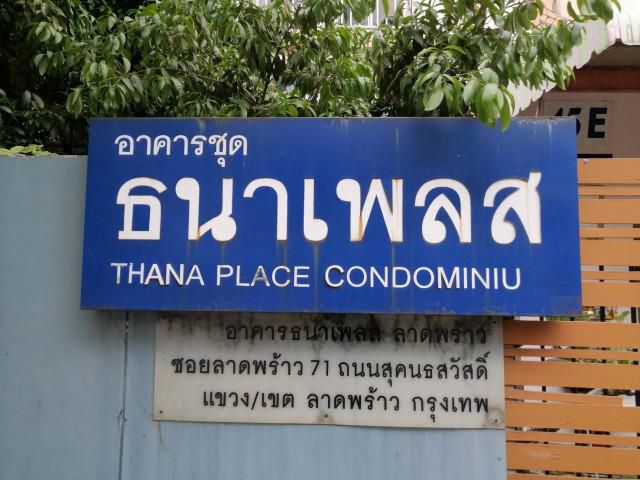 อาคารชุด
ธนาเพลส
THANA PLACE CONDOMINIU
อาคารธนาเพลส ลาดพร้าว
ซอยลาดพร้าว 71 ถนนสุคนธสวัสดิ์
แขวง/เขต ลาดพร้าว กรุงเทพ